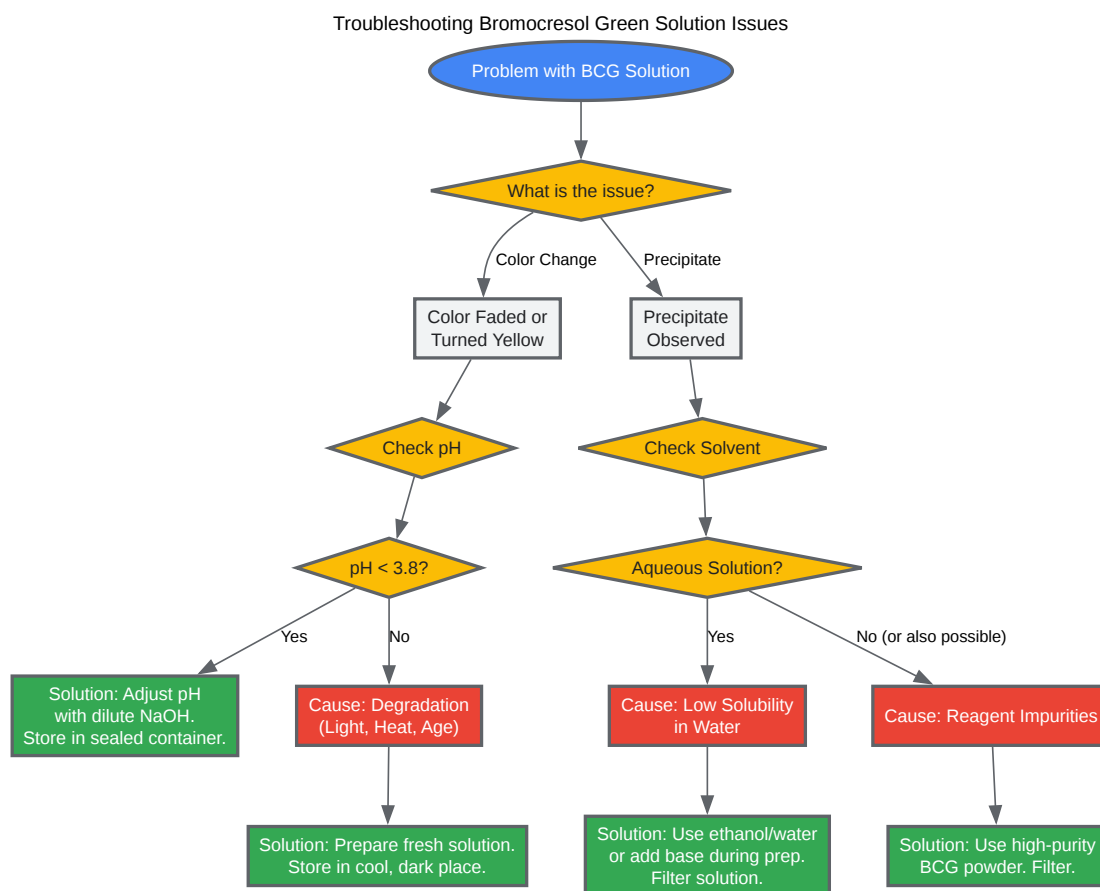 Troubleshooting Bromocresol Green Solution Issues
Problem with BCG Solution
What is the issue?
Color Change
Precipitate
Color Faded or
Turned Yellow
Precipitate
Observed
Check pH
Check Solvent
pH < 3.8?
Aqueous Solution?
Yes
No
Yes
No (or also possible)
Solution: Adjust pH
with dilute NaOH.
Store in sealed container.
Cause: Degradation
(Light, Heat, Age)
Cause: Low Solubility
in Water
Cause: Reagent Impurities
Solution: Prepare fresh solution.
Store in cool, dark place.
Solution: Use ethanol/water
or add base during prep.
Filter solution.
Solution: Use high-purity
BCG powder. Filter.